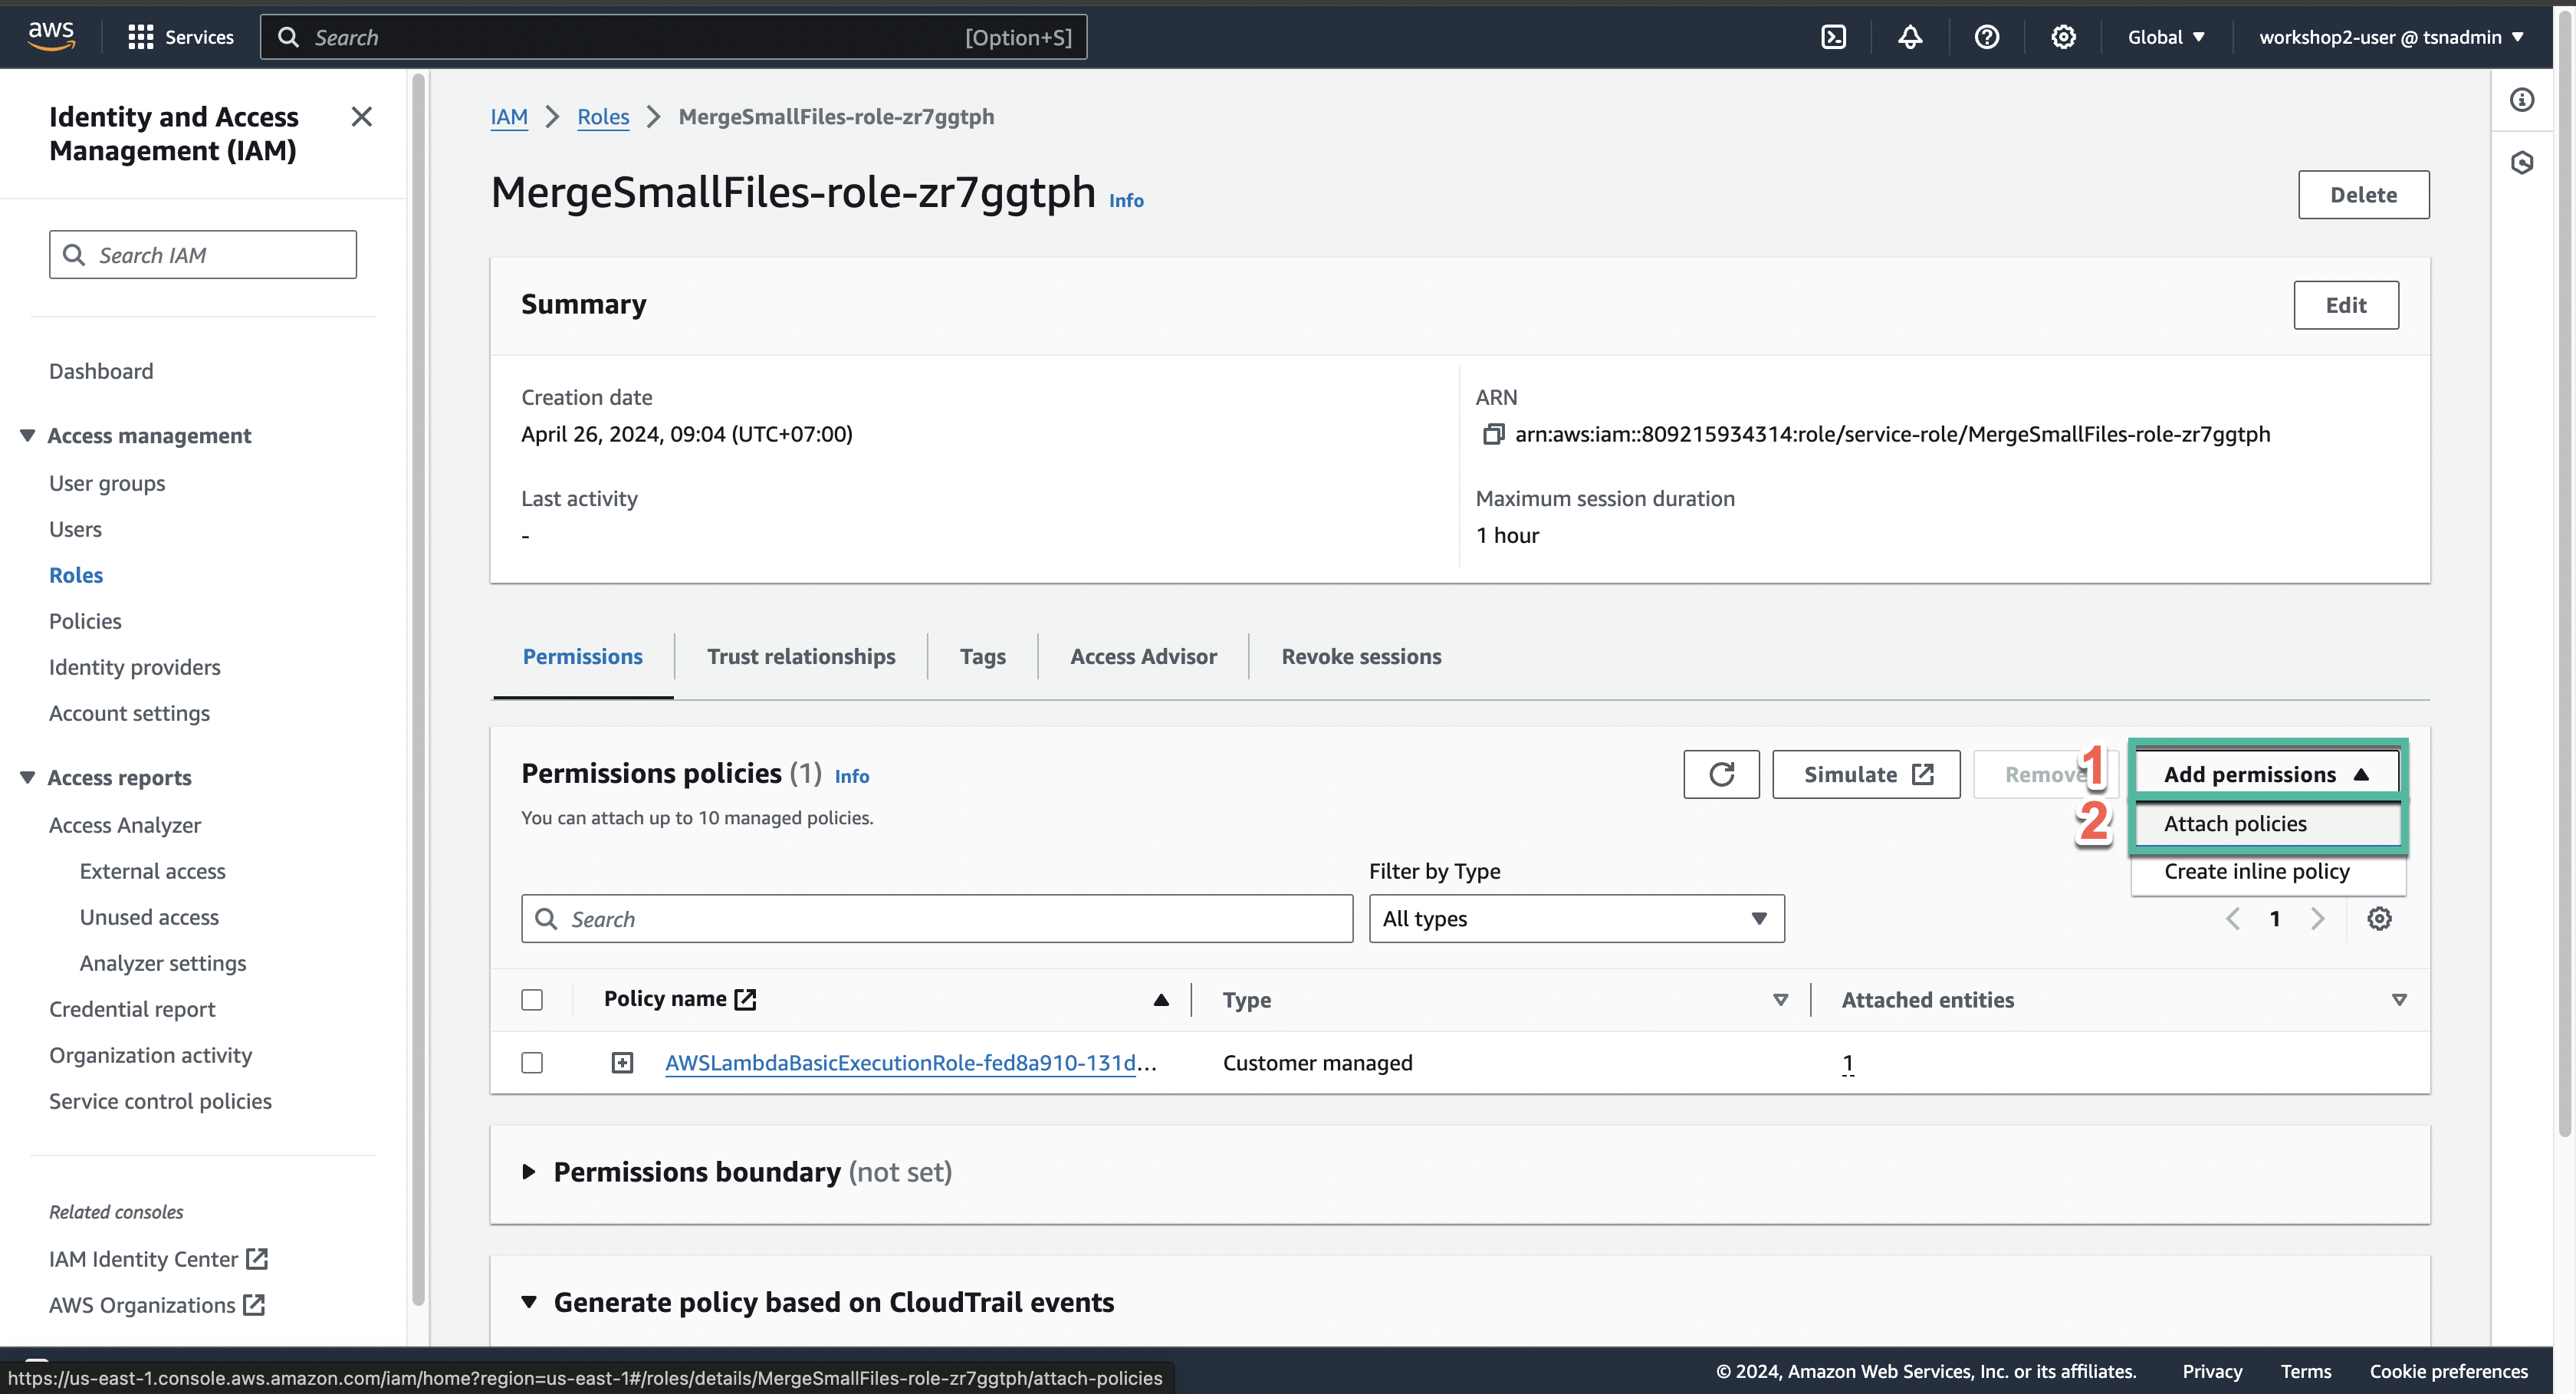 aws
Services
Search
[Option+S]
Global
workshop2-user @ tsnadmin
Identity and Access
Management (IAM)
Search IAM
Dashboard
Access management
User groups
Users
Roles
Policies
Identity providers
Account settings
Access reports
Access Analyzer
External access
Unused access
Analyzer settings
Credential report
Organization activity
Service control policies
Related consoles
IAM Identity Center
AWS Organizations
IAM > Roles > MergeSmallFiles-role-zr7ggtph
MergeSmallFiles-role-zr7ggtph Info
Delete
Summary
Edit
Creation date
April 26, 2024, 09:04 (UTC+07:00)
ARN
arn:aws:iam::809215934314:role/service-role/MergeSmallFiles-role-zr7ggtph
Last activity
-
Maximum session duration
1 hour
Permissions
Trust relationships
Tags
Access Advisor
Revoke sessions
Permissions policies (1) Info
You can attach up to 10 managed policies.
Simulate
Remove
1
Add permissions
2
Attach policies
Create inline policy
Filter by Type
Search
All types
1
Policy name
Type
Attached entities
AWSLambdaBasicExecutionRole-fed8a910-131d...
Customer managed
1
Permissions boundary (not set)
Generate policy based on CloudTrail events
https://us-east-1.console.aws.amazon.com/iam/home?region=us-east-1#/roles/details/MergeSmallFiles-role-zr7ggtph/attach-policies
© 2024, Amazon Web Services, Inc. or its affiliates.
Privacy
Terms
Cookie preferences